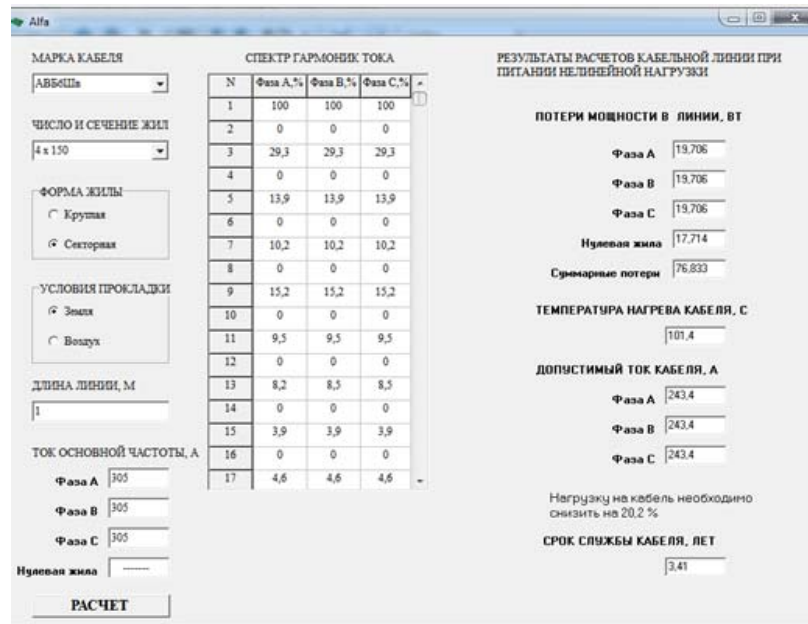 Alfa
МАРКА КАБЕЛЯ
АВБбШв
ЧИСЛО И СЕЧЕНИЕ ЖИЛ
4 x 150
ФОРМА ЖИЛЫ
Круглая
Секторная
УСЛОВИЯ ПРОКЛАДКИ
Земля
Воздух
ДЛИНА ЛИНИИ, М
1
ТОК ОСНОВНОЙ ЧАСТОТЫ, А
Фаза А 305
Фаза В 305
Фаза С 305
Нулевая жила -------
РАСЧЕТ
СПЕКТР ГАРМОНИК ТОКА
N Фаза А,% Фаза В,% Фаза С,%
1 100 100 100
2 0 0 0
3 29,3 29,3 29,3
4 0 0 0
5 13,9 13,9 13,9
6 0 0 0
7 10,2 10,2 10,2
8 0 0 0
9 15,2 15,2 15,2
10 0 0 0
11 9,5 9,5 9,5
12 0 0 0
13 8,2 8,5 8,5
14 0 0 0
15 3,9 3,9 3,9
16 0 0 0
17 4,6 4,6 4,6
РЕЗУЛЬТАТЫ РАСЧЕТОВ КАБЕЛЬНОЙ ЛИНИИ ПРИ
ПИТАНИИ НЕЛИНЕЙНОЙ НАГРУЗКИ
ПОТЕРИ МОЩНОСТИ В ЛИНИИ, ВТ
Фаза А 19,706
Фаза В 19,706
Фаза С 19,706
Нулевая жила 17,714
Суммарные потери 76,833
ТЕМПЕРАТУРА НАГРЕВА КАБЕЛЯ, С
101,4
ДОПУСТИМЫЙ ТОК КАБЕЛЯ, А
Фаза А 243,4
Фаза В 243,4
Фаза С 243,4
Нагрузку на кабель необходимо
снизить на 20,2 %
СРОК СЛУЖБЫ КАБЕЛЯ, ЛЕТ
3,41